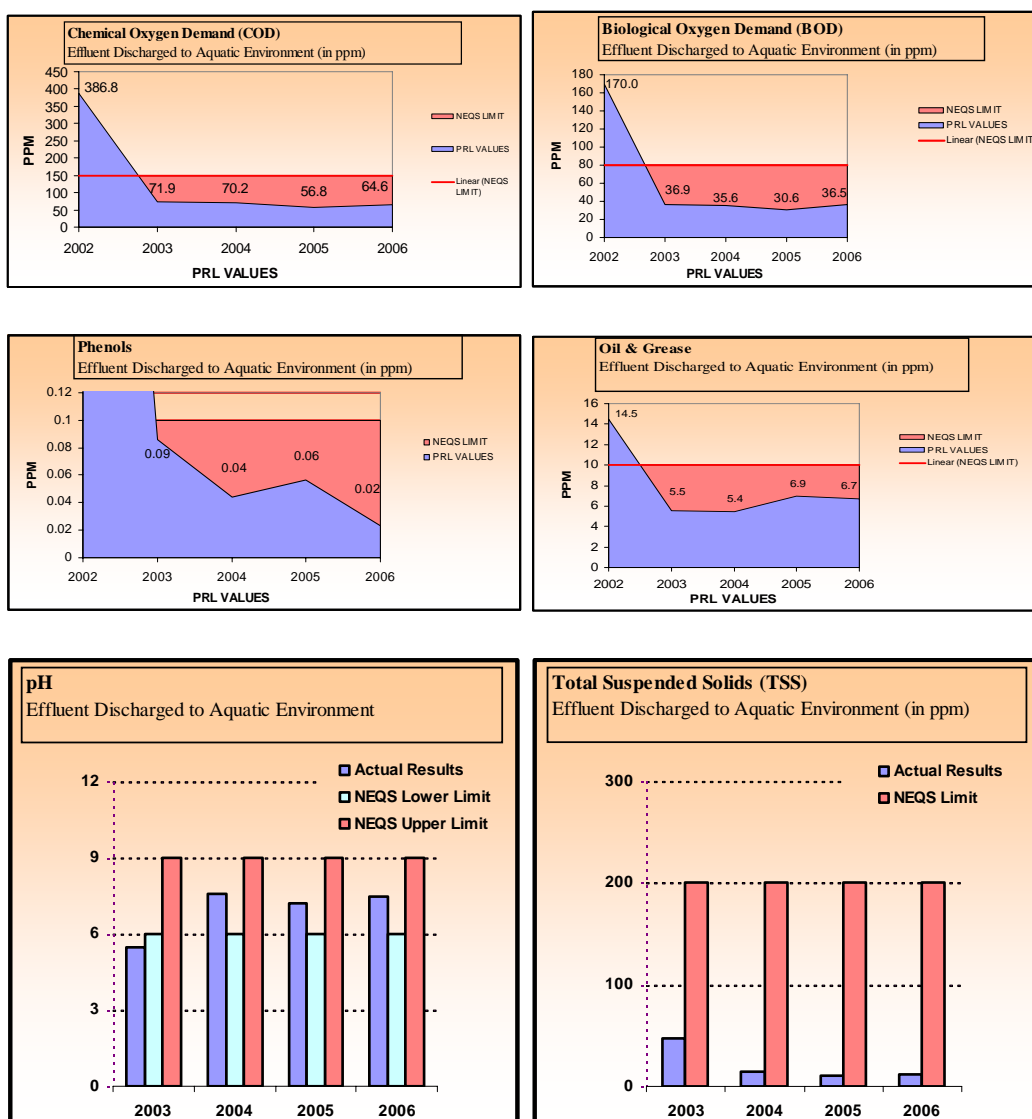 Chemical Oxygen Demand (COD)
Effluent Discharged to Aquatic Environment (in ppm)
450
400
350
300
250
200
150
100
50
0
PPM
386.8
71.9
70.2
56.8
64.6
2002
2003
2004
2005
2006
PRL VALUES
NEQS LIMIT
PRL VALUES
Linear (NEQS
LIMIT)
Biological Oxygen Demand (BOD)
Effluent Discharged to Aquatic Environment (in ppm)
180
160
140
120
100
80
60
40
20
0
PPM
170.0
36.9
35.6
30.6
36.5
2002
2003
2004
2005
2006
PRL VALUES
NEQS LIMIT
PRL VALUES
Linear (NEQS LIMIT
Phenols
Effluent Discharged to Aquatic Environment (in ppm)
0.12
0.1
0.08
0.06
0.04
0.02
0
PPM
0.09
0.04
0.06
0.02
2002
2003
2004
2005
2006
PRL VALUES
NEQS LIMIT
PRL VALUES
Oil & Grease
Effluent Discharged to Aquatic Environment (in ppm)
16
14
12
10
8
6
4
2
0
PPM
14.5
5.5
5.4
6.9
6.7
2002
2003
2004
2005
2006
PRL VALUES
NEQS LIMIT
PRL VALUES
Linear (NEQS LIMIT)
pH
Effluent Discharged to Aquatic Environment
12
9
6
3
0
Actual Results
NEQS Lower Limit
NEQS Upper Limit
2003
2004
2005
2006
Total Suspended Solids (TSS)
Effluent Discharged to Aquatic Environment (in ppm)
300
200
100
0
Actual Results
NEQS Limit
2003
2004
2005
2006